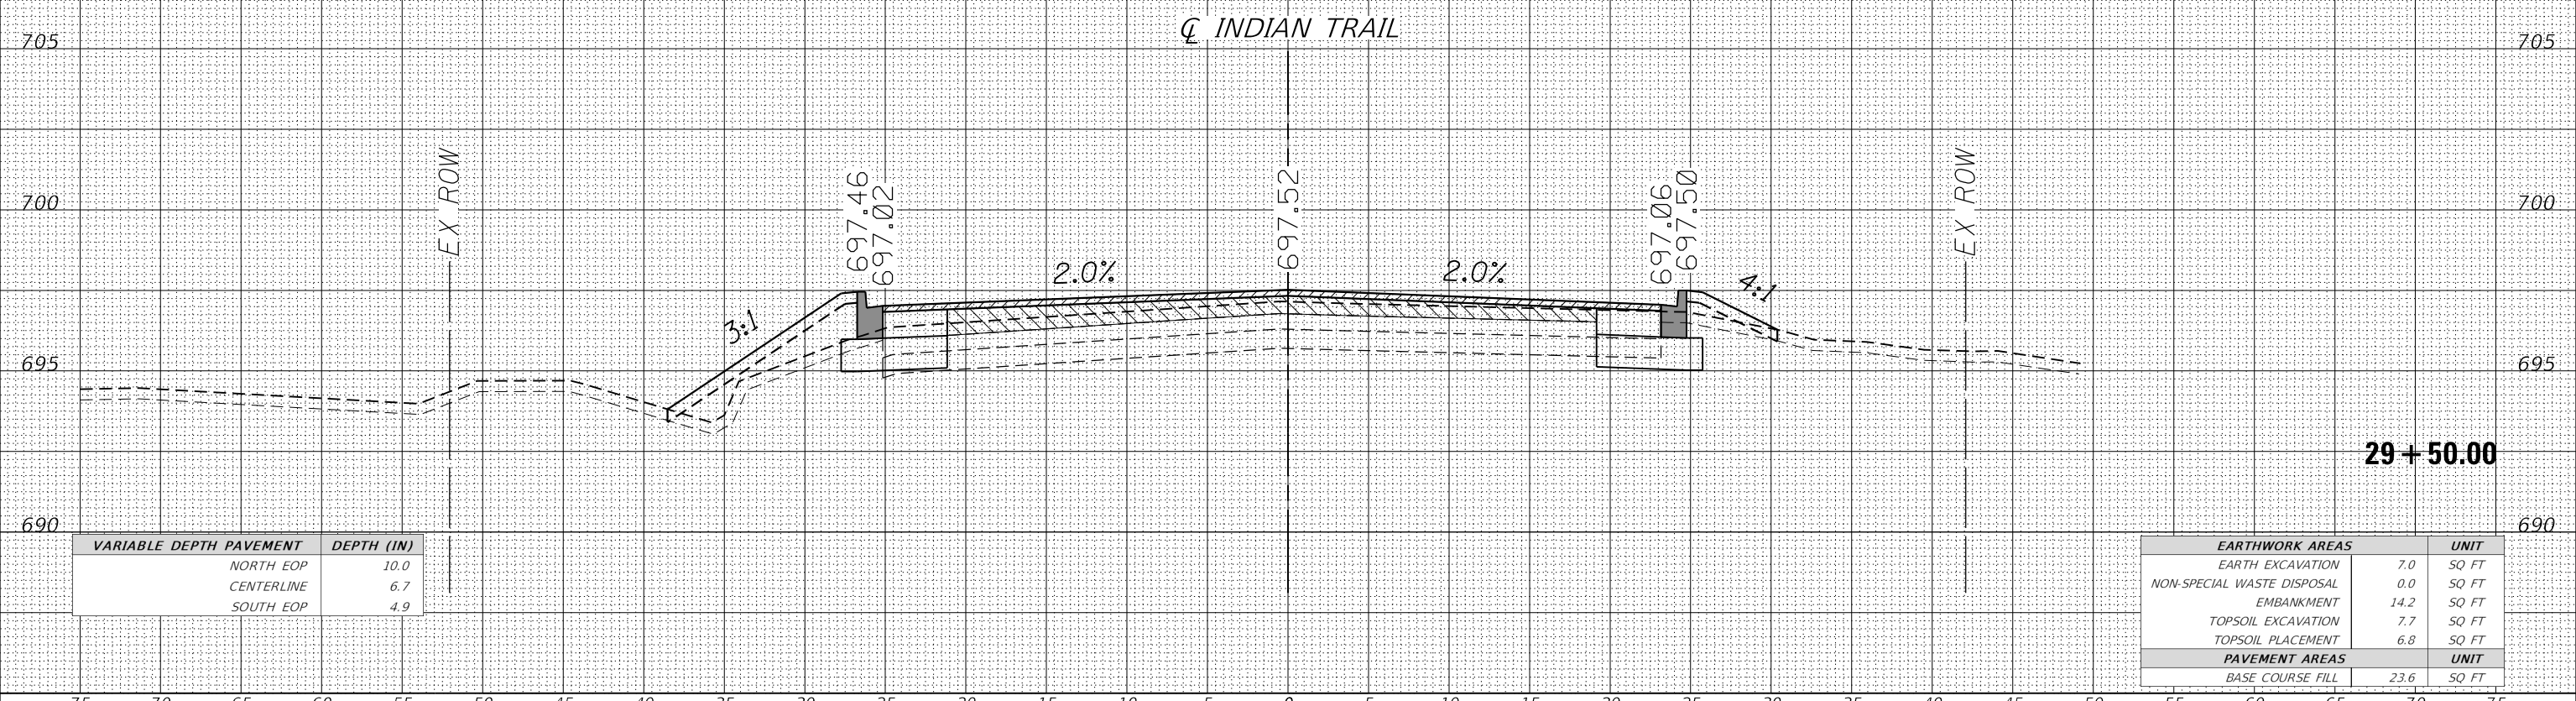 ℄ INDIAN TRAIL
705 705
700 700
695 695
690 690
EX ROW
EX ROW
697.46
697.02
697.52
697.06
697.50
3:1
2.0%
2.0%
4:1
29+50.00
VARIABLE DEPTH PAVEMENT DEPTH (IN)
NORTH EOP 10.0
CENTERLINE 6.7
SOUTH EOP 4.9
EARTHWORK AREAS UNIT
EARTH EXCAVATION 7.0 SQ FT
NON-SPECIAL WASTE DISPOSAL 0.0 SQ FT
EMBANKMENT 14.2 SQ FT
TOPSOIL EXCAVATION 7.7 SQ FT
TOPSOIL PLACEMENT 6.8 SQ FT
PAVEMENT AREAS UNIT
BASE COURSE FILL 23.6 SQ FT